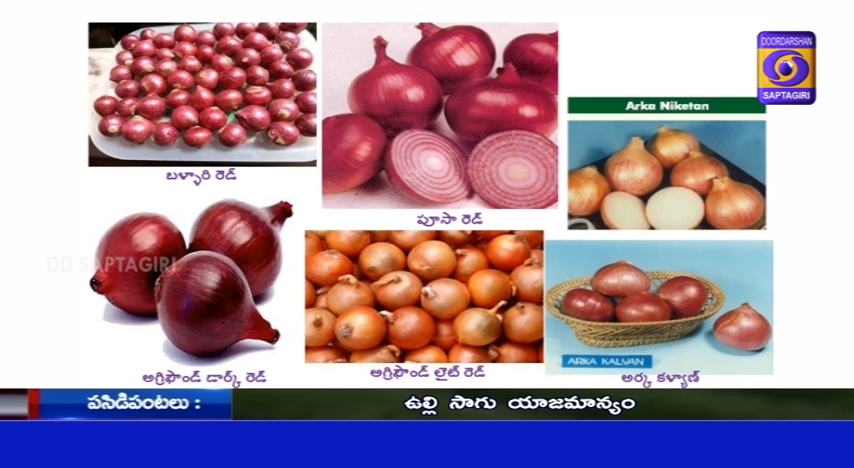 DOORDARSHAN
SAPTAGIRI
Arka Niketan
బళ్ళారి రెడ్
పూసా రెడ్
DD SAPTAGIRI
ARKA KALYAN
అగ్రిఫౌండ్ డార్క్ రెడ్
అగ్రిఫౌండ్ లైట్ రెడ్
అర్క కళ్యాణ్
పసిడిపంటలు :
ఉల్లి సాగు యాజమాన్యం